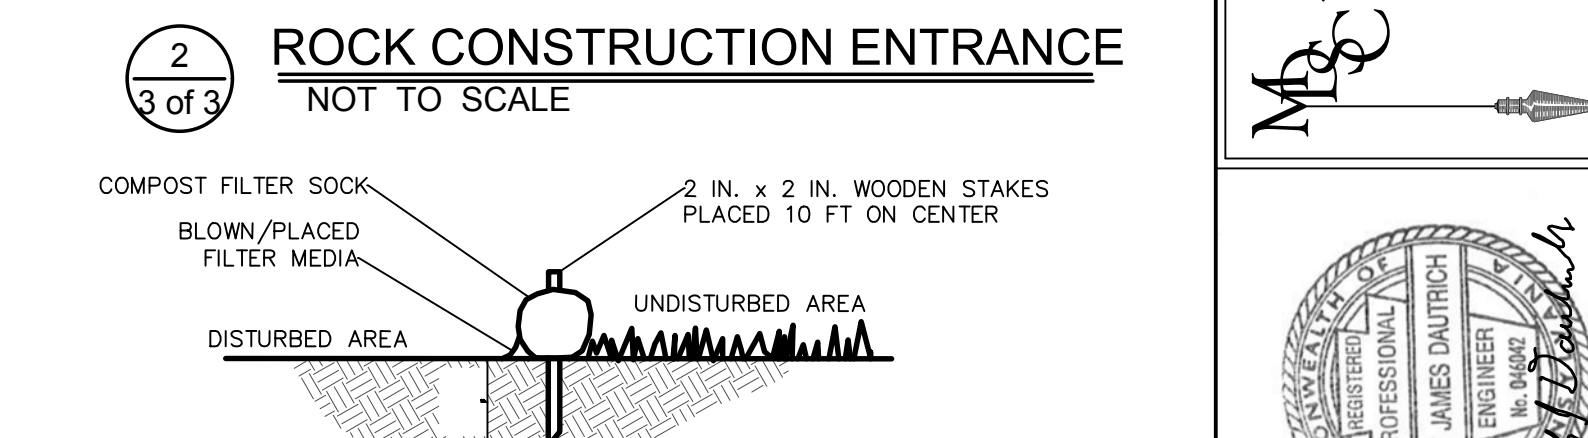 2
3 of 3
ROCK CONSTRUCTION ENTRANCE
NOT TO SCALE
COMPOST FILTER SOCK
BLOWN/PLACED
FILTER MEDIA
2 IN. x 2 IN. WOODEN STAKES
PLACED 10 FT ON CENTER
UNDISTURBED AREA
DISTURBED AREA
REGISTERED
PROFESSIONAL
JAMES DAUTRICH
ENGINEER
No. 046042